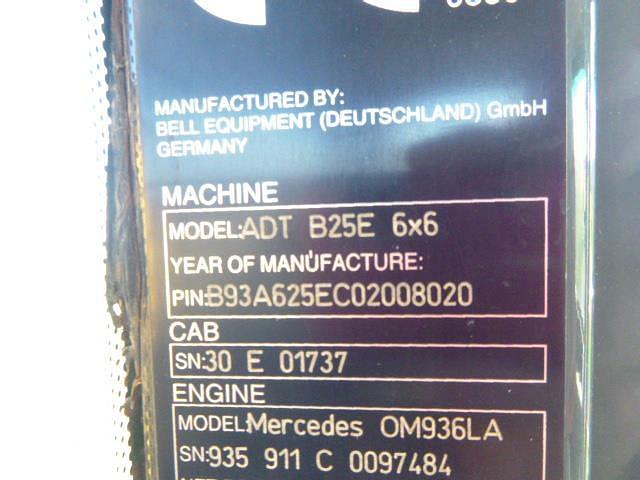 MANUFACTURED BY:
BELL EQUIPMENT (DEUTSCHLAND) GmbH
GERMANY
MACHINE
MODEL:ADT B25E 6x6
YEAR OF MANUFACTURE:
PIN:B93A625EC02008020
CAB
SN:30 E 01737
ENGINE
MODEL:Mercedes OM936LA
SN:935 911 C 0097484